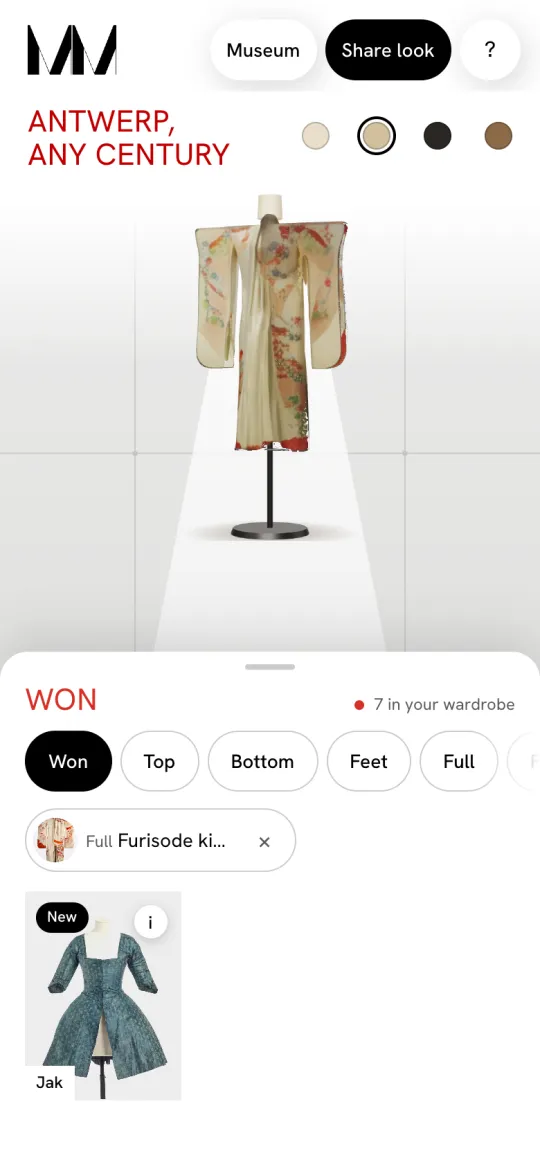 MM
Museum
Share look
?
ANTWERP,
ANY CENTURY
WON
7 in your wardrobe
Won
Top
Bottom
Feet
Full
Full Furisode ki...
×
New
i
Jak